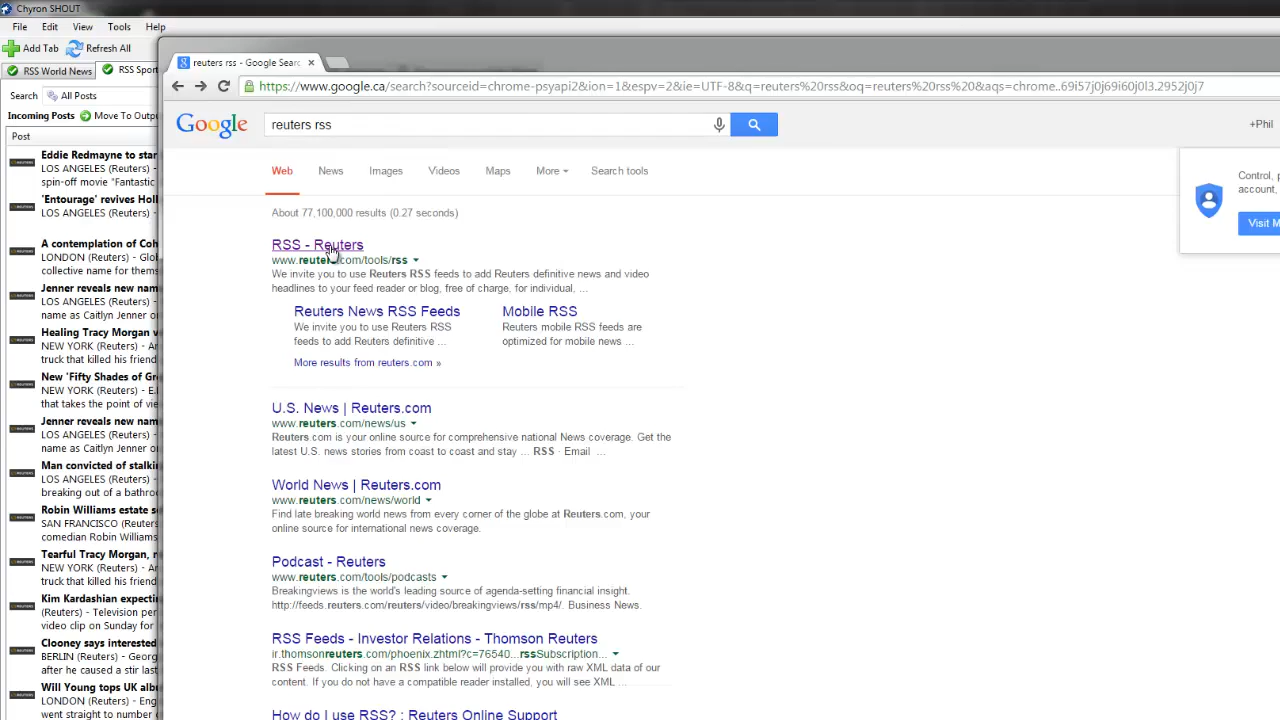 Chyron SHOUT
File Edit View Tools Help
Add Tab Refresh All
RSS World News RSS Spor
Search All Posts
Incoming Posts Move To Outp
Post
Eddie Redmayne to star
LOS ANGELES (Reuters) -
spin-off movie "Fantastic
'Entourage' revives Holl
LOS ANGELES (Reuters) -
A contemplation of Coh
LONDON (Reuters) - Glo
collective name for thems
Jenner reveals new nam
LOS ANGELES (Reuters) -
name as Caitlyn Jenner o
Healing Tracy Morgan v
NEW YORK (Reuters) - A
truck that killed his friend
New 'Fifty Shades of Gr
NEW YORK (Reuters) - E.
that takes the point of vie
Jenner reveals new nam
LOS ANGELES (Reuters) -
name as Caitlyn Jenner o
Man convicted of stalki
LOS ANGELES (Reuters) -
breaking out of a bathro
Robin Williams estate s
SAN FRANCISCO (Reuters
comedian Robin Williams
Tearful Tracy Morgan, r
NEW YORK (Reuters) - A
truck that killed his friend
Kim Kardashian expecti
(Reuters) - Television per
video clip on Sunday for
Clooney says interested
BERLIN (Reuters) - Georg
after he caused a stir last
Will Young tops UK albu
LONDON (Reuters) - Eng
went straight to number
reuters rss - Google Searc
https://www.google.ca/search?sourceid=chrome-psyapi2&ion=1&espv=2&ie=UTF-8&q=reuters%20rss&oq=reuters%20rss%20&aqs=chrome..69i57j0j69i60j0l3.2952j0j7
Google reuters rss
+Phil
Web News Images Videos Maps More Search tools
About 77,100,000 results (0.27 seconds)
RSS - Reuters
www.reuters.com/tools/rss
We invite you to use Reuters RSS feeds to add Reuters definitive news and video
headlines to your feed reader or blog, free of charge, for individual, ...
Reuters News RSS Feeds
We invite you to use Reuters RSS
feeds to add Reuters definitive ...
Mobile RSS
Reuters mobile RSS feeds are
optimized for mobile news ...
More results from reuters.com »
U.S. News | Reuters.com
www.reuters.com/news/us
Reuters.com is your online source for comprehensive national News coverage. Get the
latest U.S. news stories from coast to coast and stay ... RSS · Email ...
World News | Reuters.com
www.reuters.com/news/world
Find late breaking world news from every corner of the globe at Reuters.com, your
online source for international news coverage.
Podcast - Reuters
www.reuters.com/tools/podcasts
Breakingviews is the world's leading source of agenda-setting financial insight.
http://feeds.reuters.com/reuters/video/breakingviews/rss/mp4/. Business News.
RSS Feeds - Investor Relations - Thomson Reuters
ir.thomsonreuters.com/phoenix.zhtml?c=76540...rssSubscription...
RSS Feeds. Clicking on an RSS link below will provide you with raw XML data of our
content. If you do not have a compatible reader installed, you will see XML ...
How do I use RSS? : Reuters Online Support
Control, p
account,
Visit M